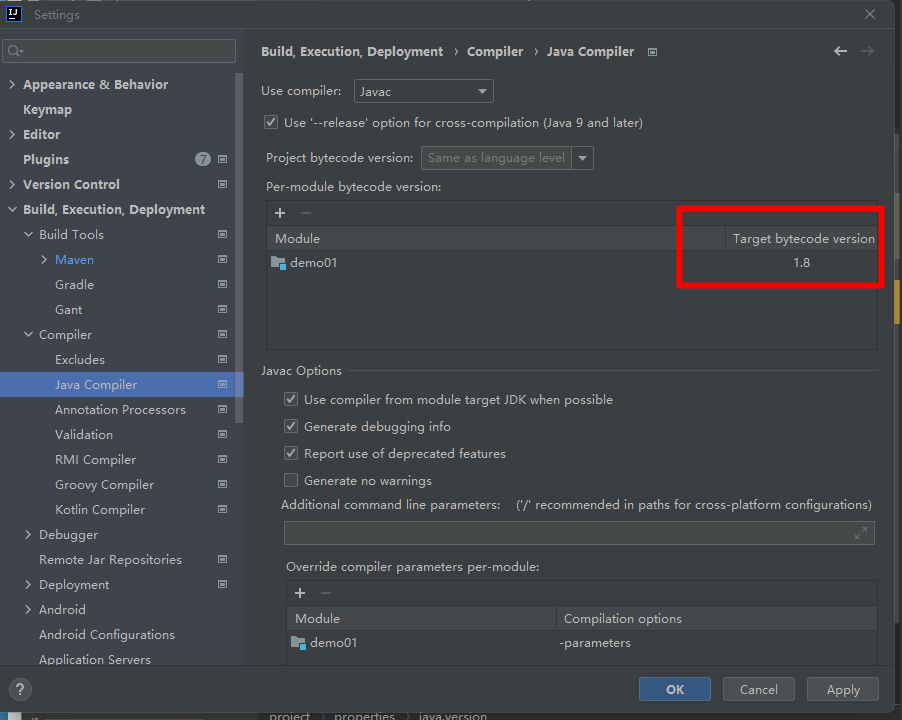 IJ
Settings
Build, Execution, Deployment › Compiler › Java Compiler
Appearance & Behavior
Keymap
Editor
Plugins 7
Version Control
Build, Execution, Deployment
Build Tools
Maven
Gradle
Gant
Compiler
Excludes
Java Compiler
Annotation Processors
Validation
RMI Compiler
Groovy Compiler
Kotlin Compiler
Debugger
Remote Jar Repositories
Deployment
Android
Android Configurations
Application Servers
Use compiler: Javac
Use '--release' option for cross-compilation (Java 9 and later)
Project bytecode version: Same as language level
Per-module bytecode version:
Module Target bytecode version
demo01 1.8
Javac Options
Use compiler from module target JDK when possible
Generate debugging info
Report use of deprecated features
Generate no warnings
Additional command line parameters: ('/' recommended in paths for cross-platform configurations)
Override compiler parameters per-module:
Module Compilation options
demo01 -parameters
? OK Cancel Apply
project › properties › java.version